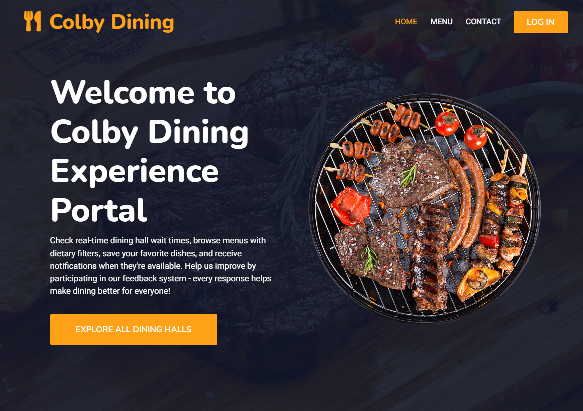 Colby Dining
HOME MENU CONTACT LOG IN
Welcome to
Colby Dining
Experience
Portal
Check real-time dining hall wait times, browse menus with
dietary filters, save your favorite dishes, and receive
notifications when they're available. Help us improve by
participating in our feedback system - every response helps
make dining better for everyone!
EXPLORE ALL DINING HALLS